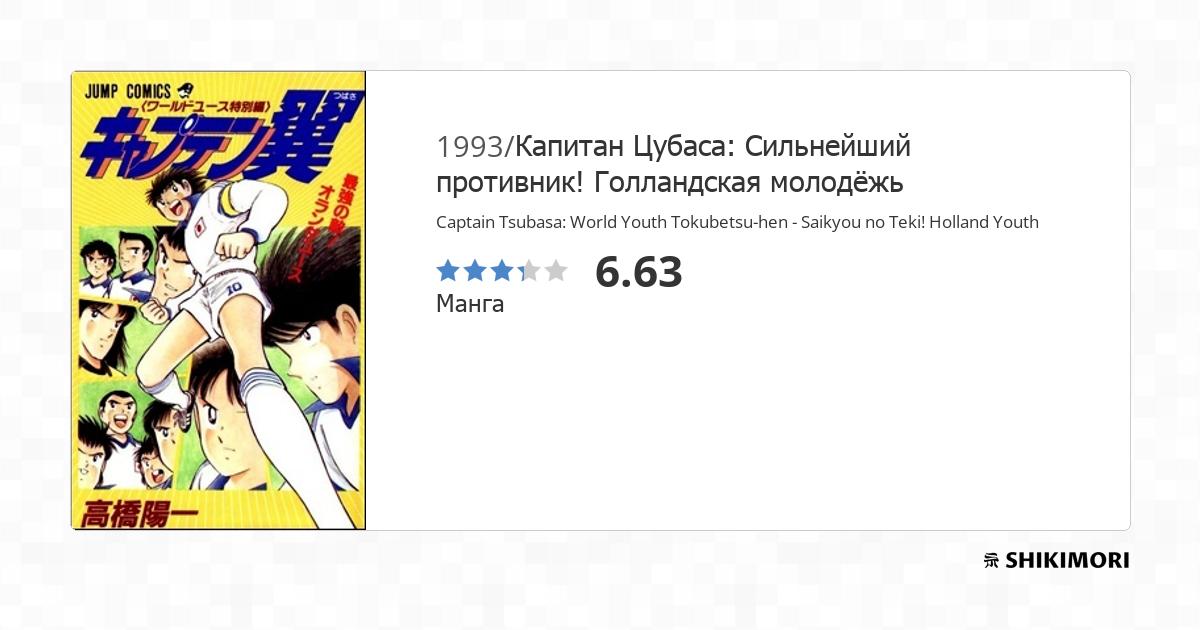 JUMP COMICS
〈ワールドユース特別編〉
つばさ
キャプテン翼
最強の敵!
オランダユース
10
高橋陽一
1993/Капитан Цубаса: Сильнейший
противник! Голландская молодёжь
Captain Tsubasa: World Youth Tokubetsu-hen - Saikyou no Teki! Holland Youth
6.63
Манга
SHIKIMORI